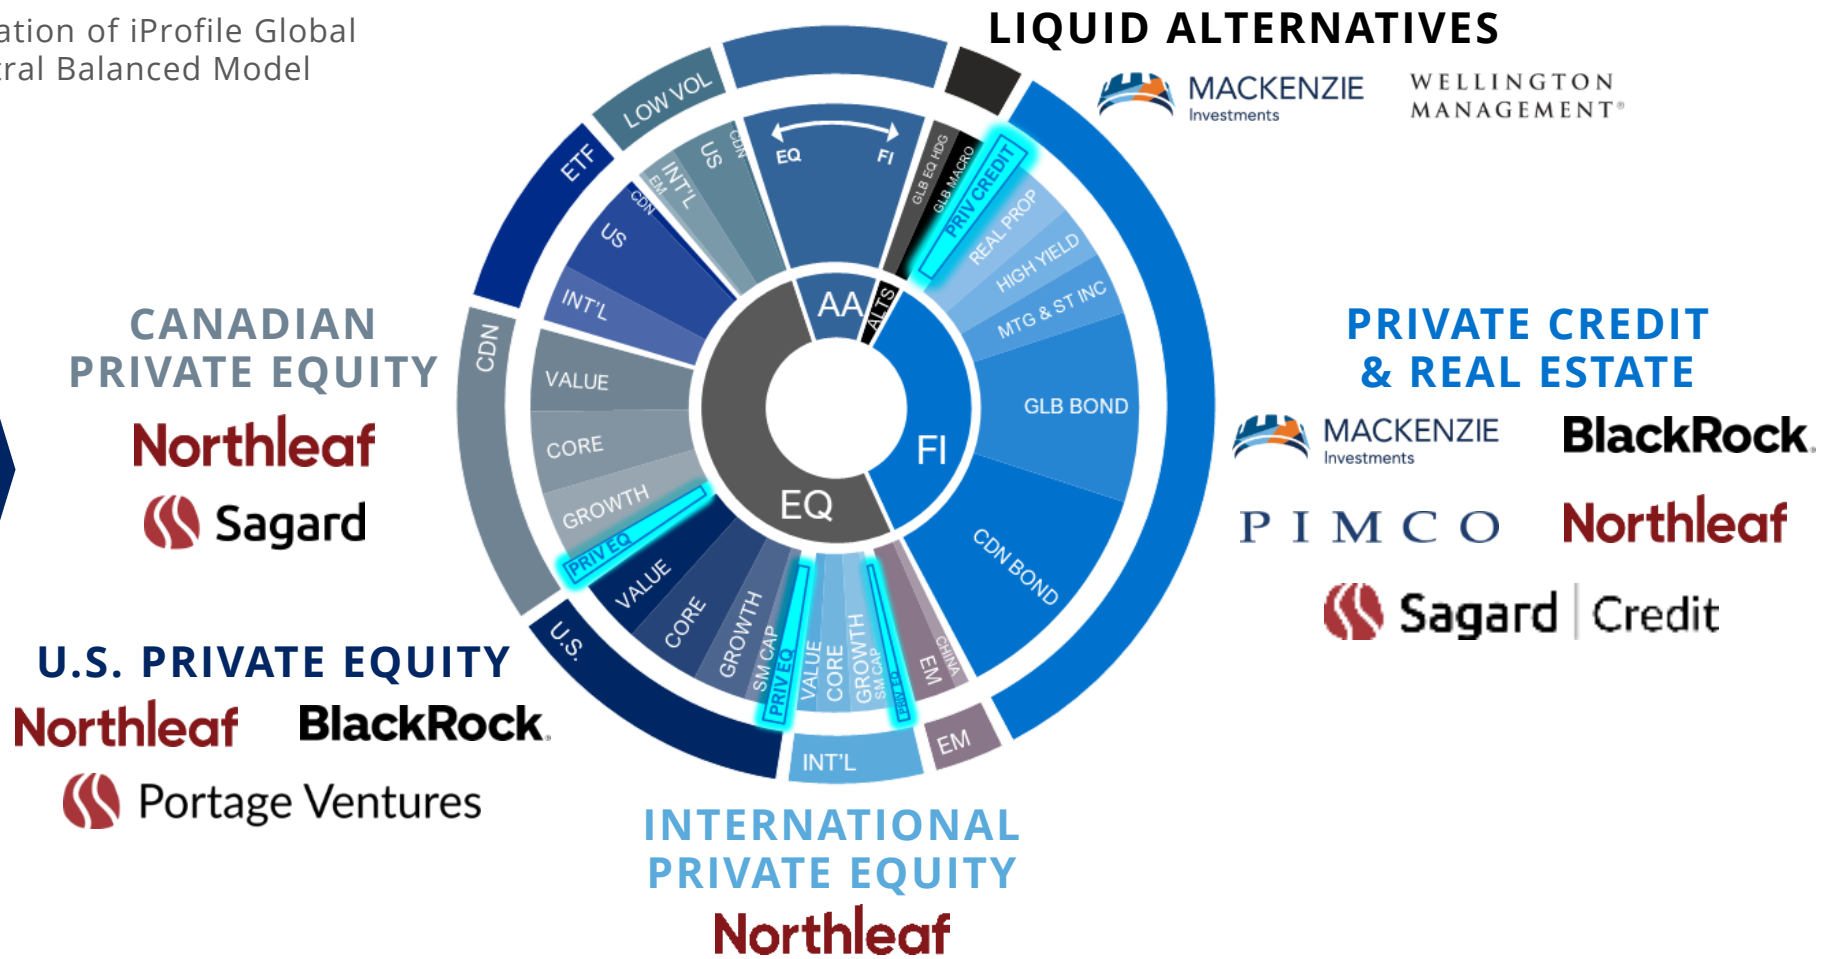 ation of iProfile Global
tral Balanced Model
LIQUID ALTERNATIVES
MACKENZIE
Investments
WELLINGTON
MANAGEMENT®
LOW VOL
ETF
CDN
U.S.
INT'L
EM
CDN
US
INT'L
EM
CDN
US
INT'L
EQ
FI
GLB EQ HDG
GLB MACRO
PRIV CREDIT
REAL PROP
HIGH YIELD
MTG & ST INC
GLB BOND
CDN BOND
AA
ALTS
FI
EQ
VALUE
CORE
GROWTH
PRIV EQ
VALUE
CORE
GROWTH
SM CAP
PRIV EQ
VALUE
CORE
GROWTH
SM CAP
PRIV EQ
EM
CHINA
CANADIAN
PRIVATE EQUITY
Northleaf
Sagard
U.S. PRIVATE EQUITY
Northleaf
BlackRock®
Portage Ventures
INTERNATIONAL
PRIVATE EQUITY
Northleaf
PRIVATE CREDIT
& REAL ESTATE
MACKENZIE
Investments
BlackRock®
PIMCO
Northleaf
Sagard | Credit